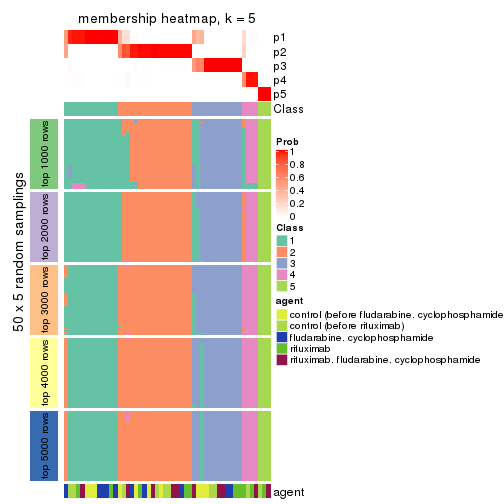 membership heatmap, k = 5
p1
p2
p3
p4
p5
Class
50 x 5 random samplings
top 1000 rows
top 2000 rows
top 3000 rows
top 4000 rows
top 5000 rows
agent
Prob
1
0.8
0.6
0.4
0.2
0
Class
1
2
3
4
5
agent
control (before fludarabine. cyclophosphamide
control (before rituximab)
fludarabine. cyclophosphamide
rituximab
rituximab. fludarabine. cyclophosphamide